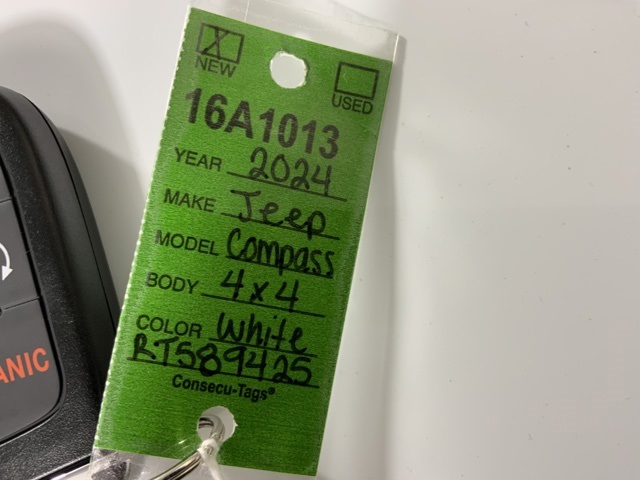 X
NEW
USED
16A1013
YEAR 2024
MAKE Jeep
MODEL Compass
BODY 4x4
COLOR White
RT589425
Consecu-Tags®
ANIC